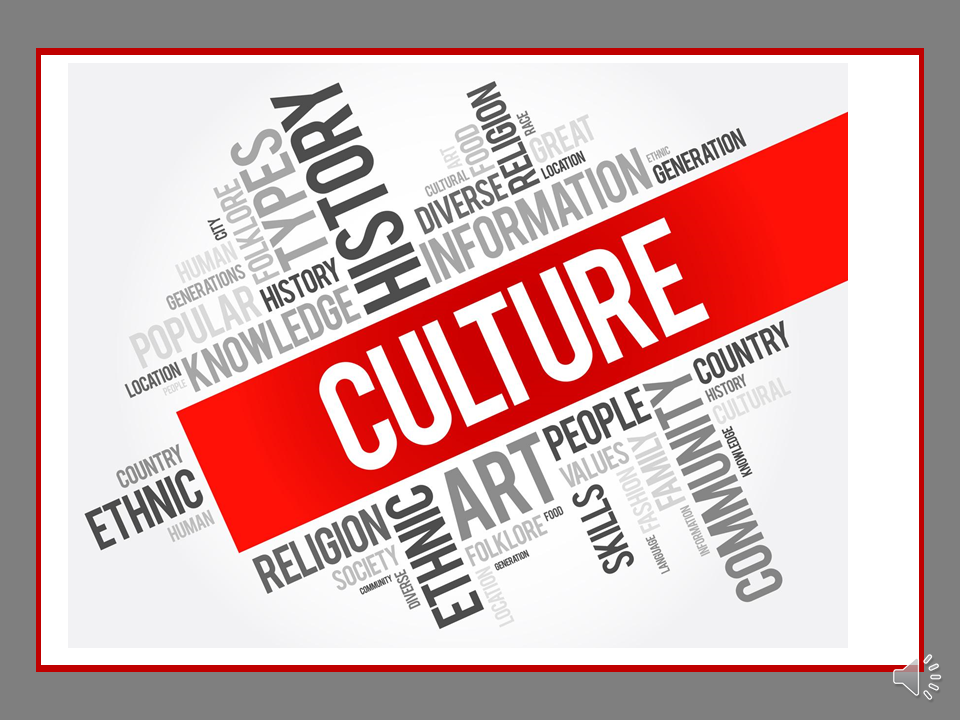 HISTORY
TYPES
FOLKLORE
CITY
HUMAN
GENERATIONS
POPULAR
HISTORY
KNOWLEDGE
LOCATION
PEOPLE
RELIGION
RACE
FOOD
ART
CULTURAL
GREAT
LOCATION
DIVERSE
INFORMATION
ETHNIC
GENERATION
CULTURE
COUNTRY
ETHNIC
HUMAN
RELIGION
SOCIETY
COMMUNITY
DIVERSE
ETHNIC
ART
FOLKLORE
FOOD
GENERATION
LOCATION
PEOPLE
VALUES
SKILLS
FASHION
FAMILY
LANGUAGE
INFORMATION
COMMUNITY
COUNTRY
HISTORY
CULTURAL
KNOWLEDGE